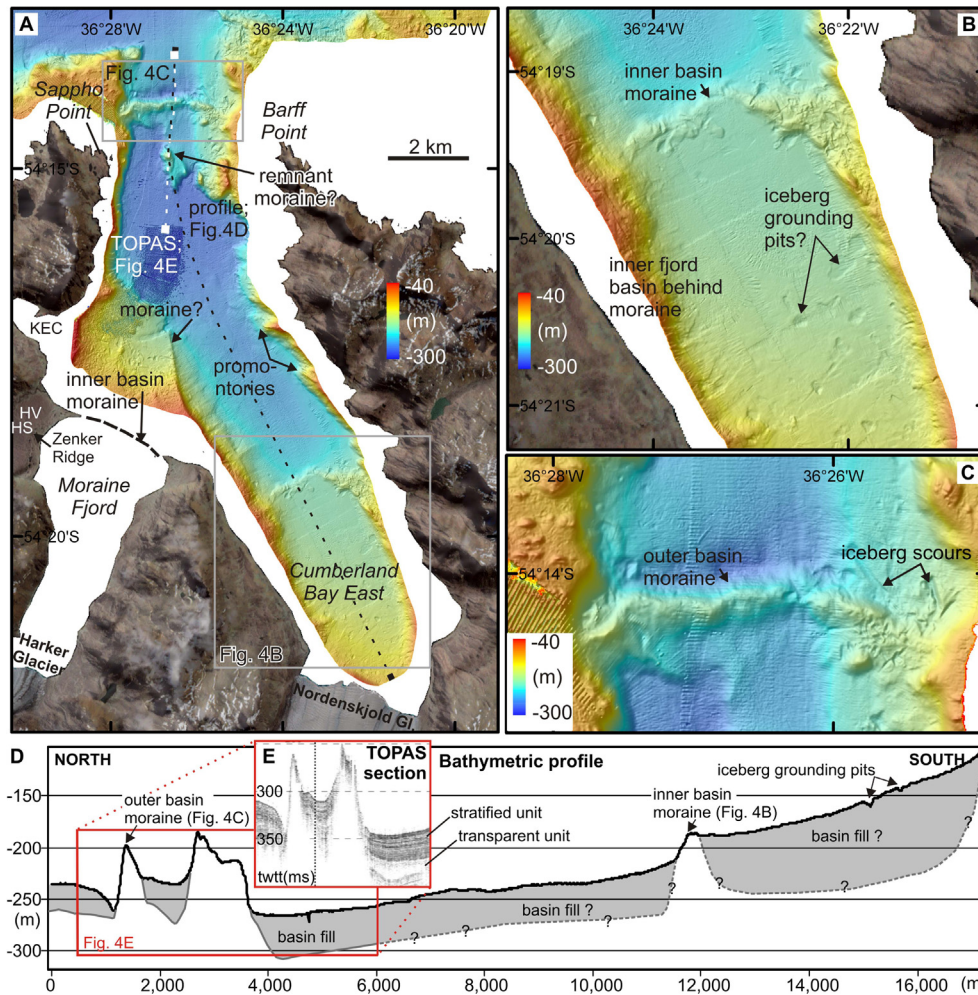 A
36°28'W
36°24'W
36°20'W
Fig. 4C
Sappho
Point
Barff
Point
2 km
54°15'S
remnant
moraine?
profile;
Fig.4D
TOPAS;
Fig. 4E
-40
(m)
-300
moraine?
KEC
promo-
ntories
inner basin
moraine
HV
HS
Zenker
Ridge
Moraine
Fjord
54°20'S
Cumberland
Bay East
Fig. 4B
Harker
Glacier
Nordenskjold Gl.
B
36°24'W
36°22'W
54°19'S
inner basin
moraine
iceberg
grounding
pits?
54°20'S
inner fjord
basin behind
moraine
-40
(m)
-300
54°21'S
C
36°28'W
36°26'W
outer basin
moraine
iceberg scours
54°14'S
-40
(m)
-300
D
NORTH
E
TOPAS
section
Bathymetric profile
SOUTH
iceberg grounding
pits
-150
outer basin
moraine (Fig. 4C)
300
stratified unit
inner basin
moraine (Fig. 4B)
350
transparent unit
basin fill ?
-200
twtt(ms)
?
-250
(m)
? ? ? ?
basin fill ?
? ?
basin fill
? ?
-300
Fig. 4E
0
2,000
4,000
6,000
8,000
10,000
12,000
14,000
16,000
(m)